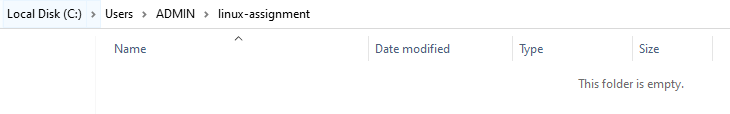 Local Disk (C:) > Users > ADMIN > linux-assignment
Name Date modified Type Size
This folder is empty.